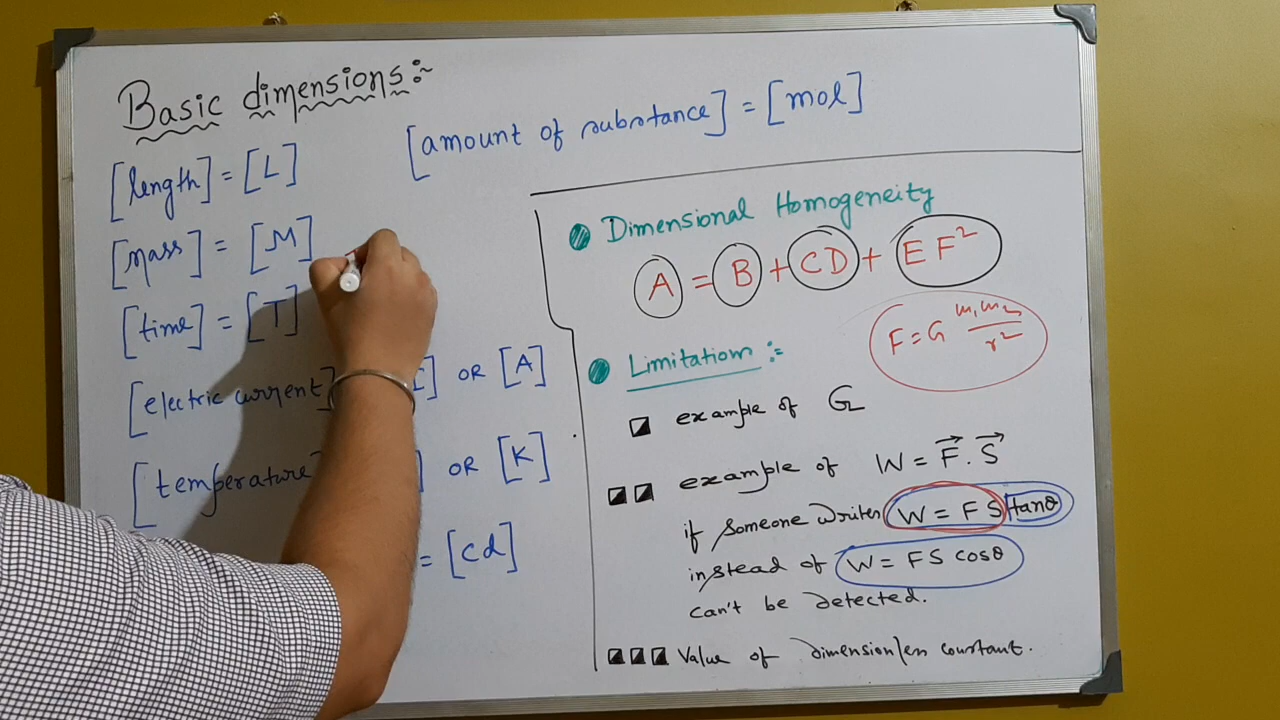 Basic dimensions:-
[length] = [L]
[mass] = [M]
[time] = [T]
[electric current] OR [A]
[temperature] OR [K]
= [Cd]
[amount of substance] = [mol]
Dimensional Homogeneity
A = B + CD + EF²
F = G m₁m₂/r²
Limitation :-
example of G
example of W = F⃗ . S⃗
if someone writes W = F S tanθ
instead of W = FS cosθ
can't be detected.
Value of dimensionless constant.